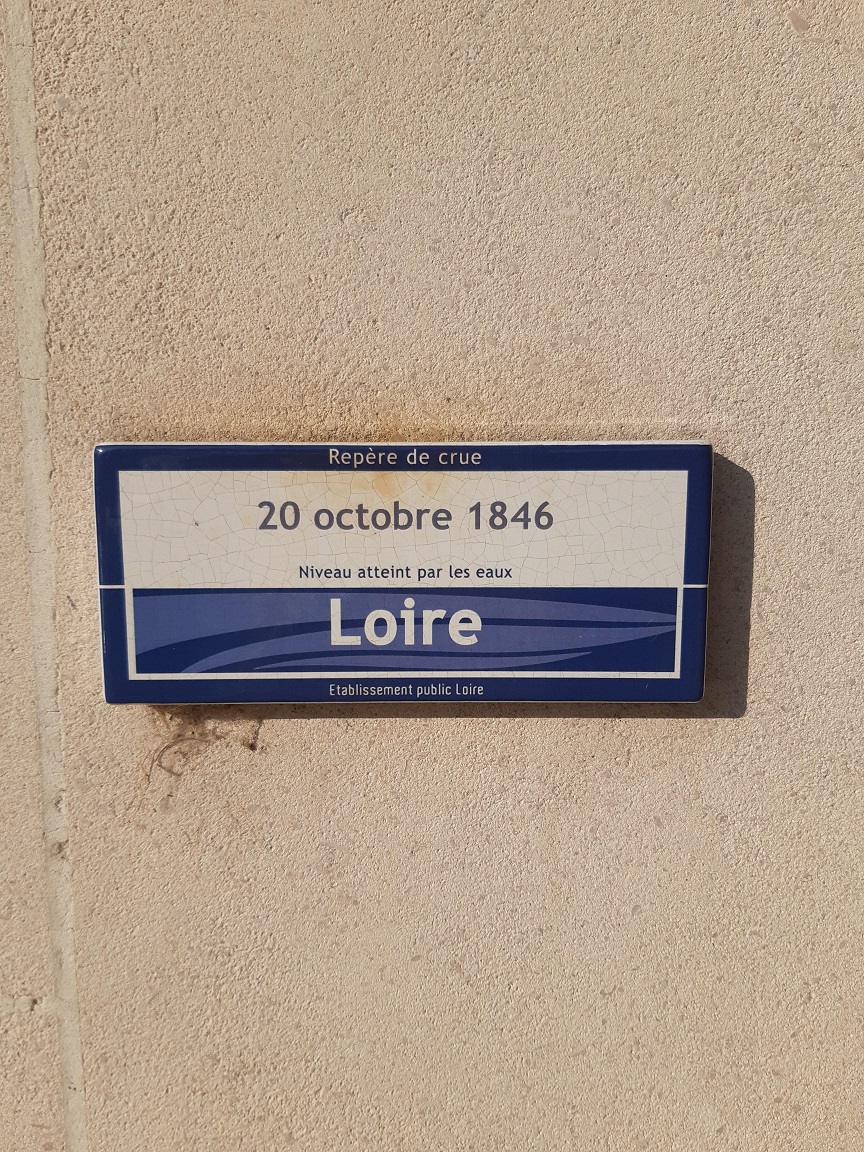 Repère de crue
20 octobre 1846
Niveau atteint par les eaux
Loire
Etablissement public Loire